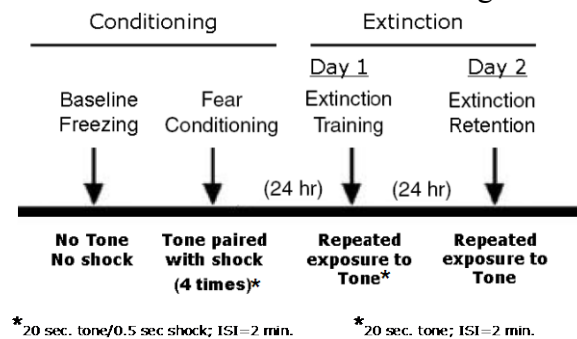 Conditioning Extinction
Day 1 Day 2
Baseline Fear Extinction Extinction
Freezing Conditioning Training Retention
(24 hr) (24 hr)
No Tone Tone paired Repeated Repeated
No shock with shock exposure to exposure to
(4 times)* Tone* Tone
*20 sec. tone/0.5 sec shock; ISI=2 min. *20 sec. tone; ISI=2 min.